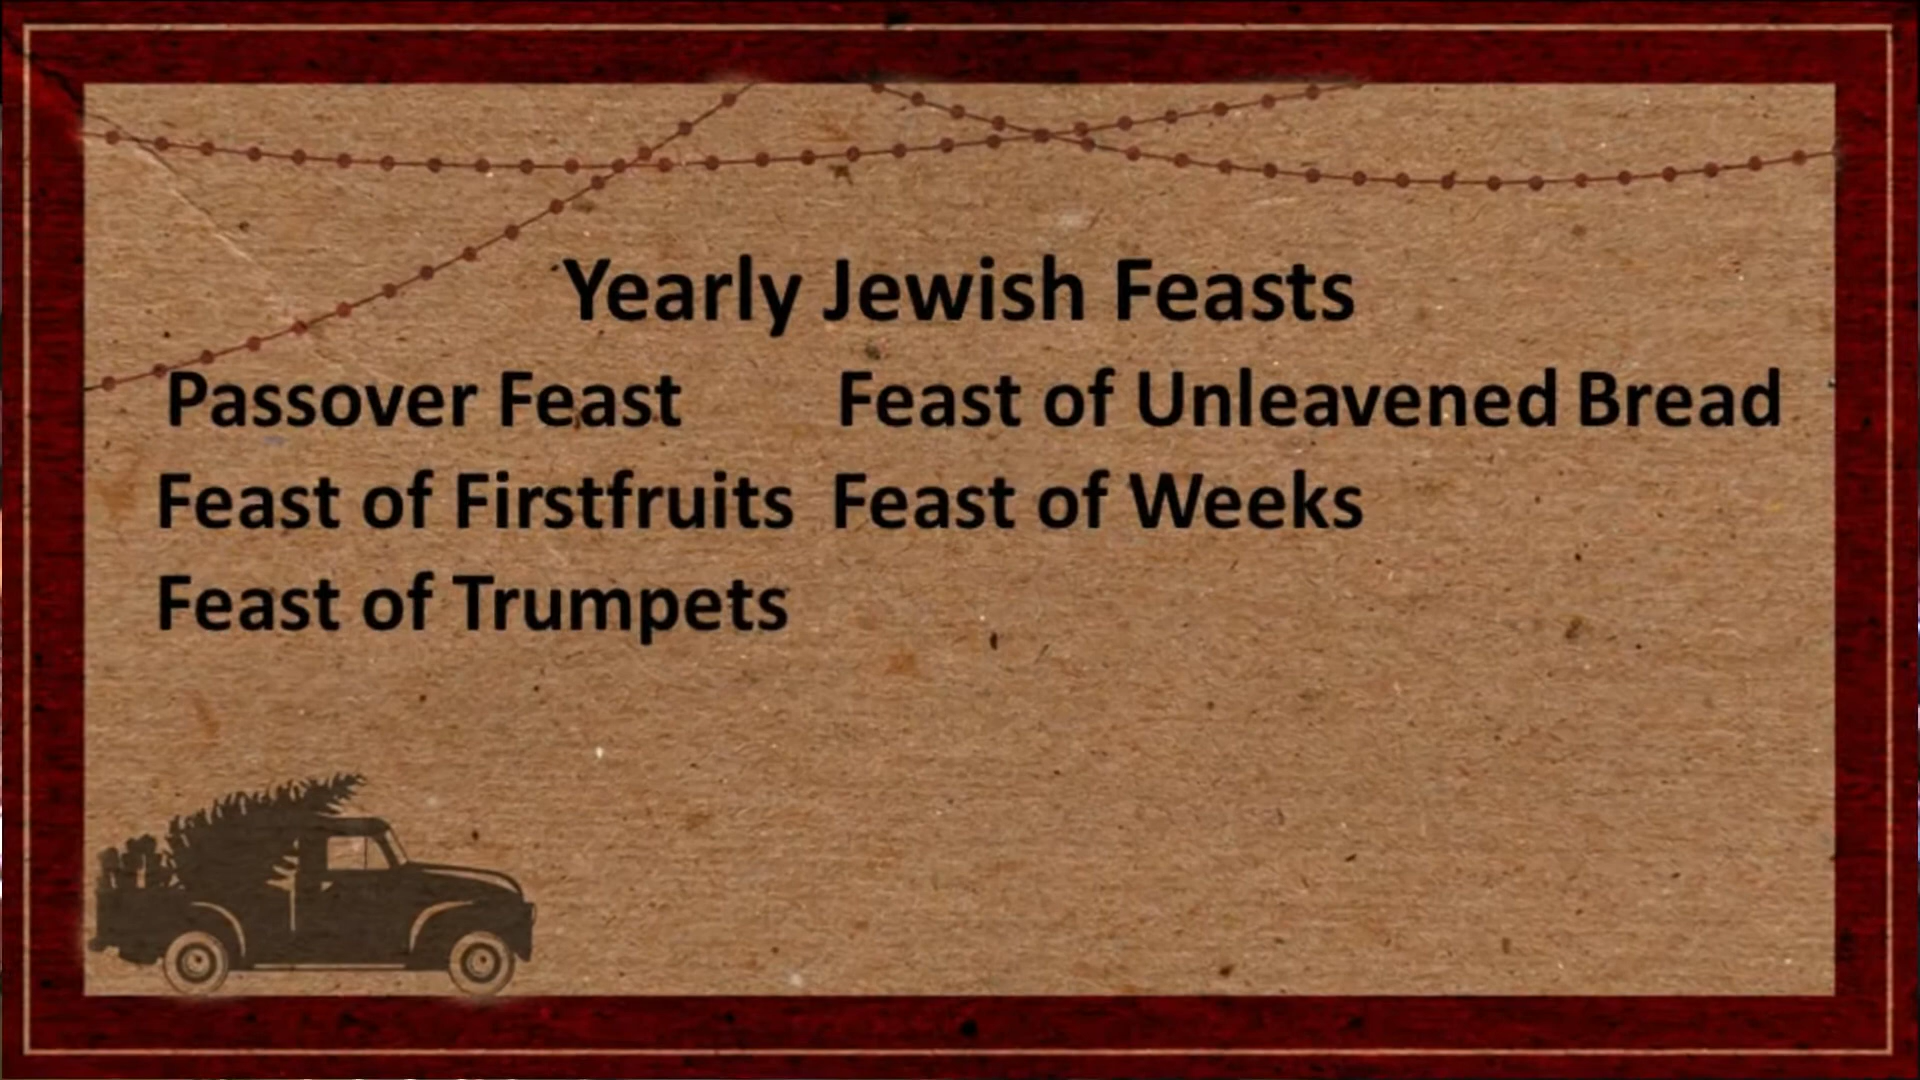 Yearly Jewish Feasts
Passover Feast Feast of Unleavened Bread
Feast of Firstfruits Feast of Weeks
Feast of Trumpets